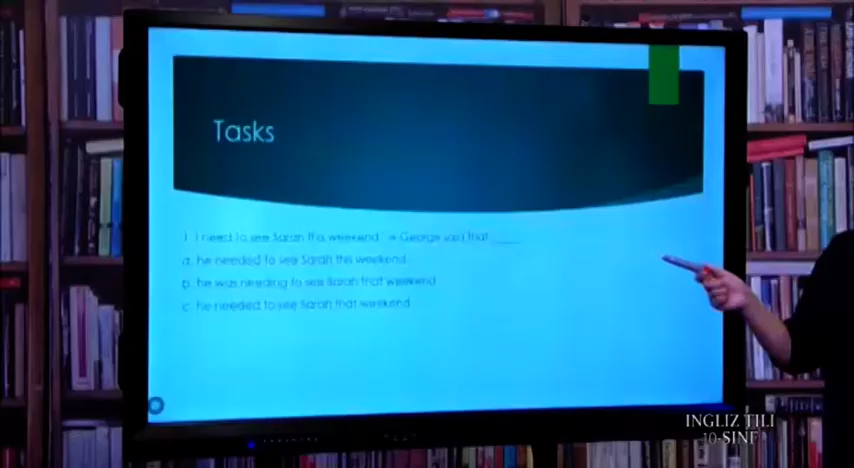 Tasks
1. I need to see Sarah this weekend.' → George said that ____
a. he needed to see Sarah this weekend
b. he was needing to see Sarah that weekend
c. he needed to see Sarah that weekend
INGLIZ TILI
10-SINF